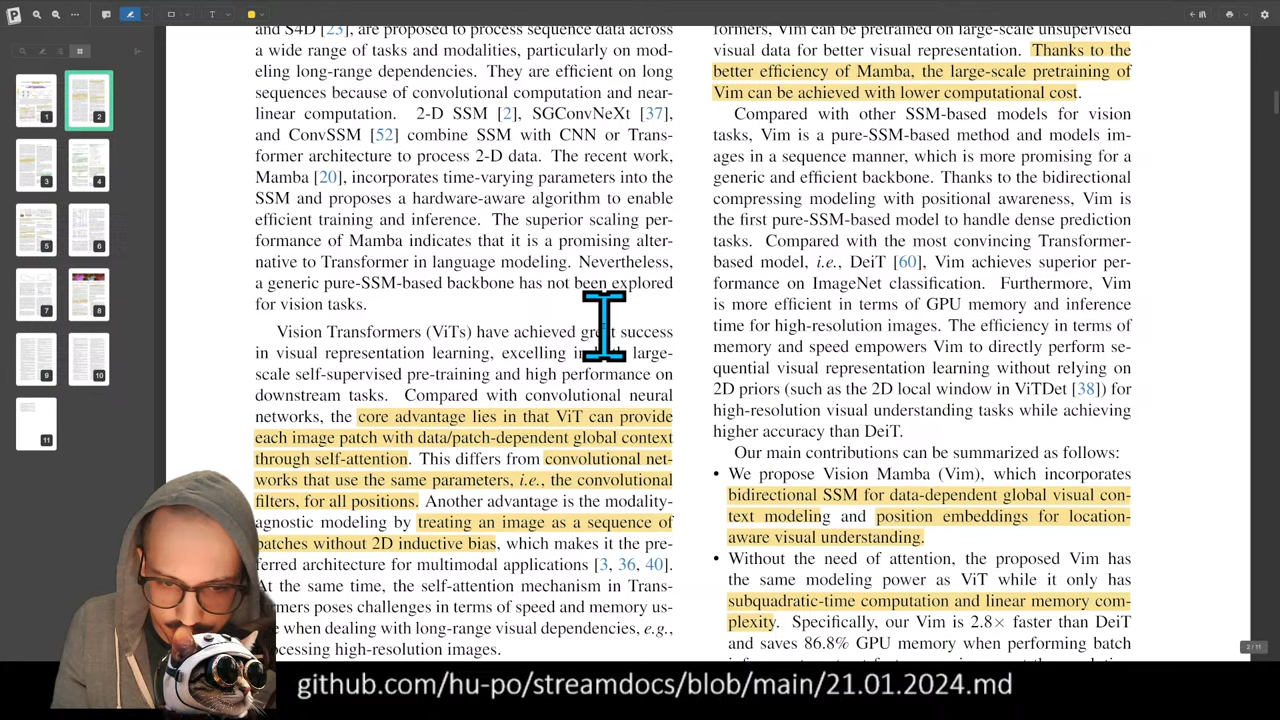 and S4D [23], are proposed to process sequence data across
a wide range of tasks and modalities, particularly on mod-
eling long-range dependencies. They are efficient on long
sequences because of convolutional computation and near-
linear computation. 2-D SSM [2], SGConvNeXt [37],
and ConvSSM [52] combine SSM with CNN or Trans-
former architecture to process 2-D data. The recent work,
Mamba [20], incorporates time-varying parameters into the
SSM and proposes a hardware-aware algorithm to enable
efficient training and inference. The superior scaling per-
formance of Mamba indicates that it is a promising alter-
native to Transformer in language modeling. Nevertheless,
a generic pure-SSM-based backbone has not been explored
for vision tasks.
Vision Transformers (ViTs) have achieved great success
in visual representation learning, excelling in large-
scale self-supervised pre-training and high performance on
downstream tasks. Compared with convolutional neural
networks, the core advantage lies in that ViT can provide
each image patch with data/patch-dependent global context
through self-attention. This differs from convolutional net-
works that use the same parameters, i.e., the convolutional
filters, for all positions. Another advantage is the modality-
agnostic modeling by treating an image as a sequence of
patches without 2D inductive bias, which makes it the pre-
ferred architecture for multimodal applications [3, 36, 40].
At the same time, the self-attention mechanism in Trans-
formers poses challenges in terms of speed and memory us-
when dealing with long-range visual dependencies, e.g.,
processing high-resolution images.
formers, Vim can be pretrained on large-scale unsupervised
visual data for better visual representation. Thanks to the
better efficiency of Mamba, the large-scale pretraining of
Vim can be achieved with lower computational cost.
Compared with other SSM-based models for vision
tasks, Vim is a pure-SSM-based method and models im-
ages in a sequence manner, which is more promising for a
generic and efficient backbone. Thanks to the bidirectional
compressing modeling with positional awareness, Vim is
the first pure-SSM-based model to handle dense prediction
tasks. Compared with the most convincing Transformer-
based model, i.e., DeiT [60], Vim achieves superior per-
formance on ImageNet classification. Furthermore, Vim
is more efficient in terms of GPU memory and inference
time for high-resolution images. The efficiency in terms of
memory and speed empowers Vim to directly perform se-
quential visual representation learning without relying on
2D priors (such as the 2D local window in ViTDet [38]) for
high-resolution visual understanding tasks while achieving
higher accuracy than DeiT.
Our main contributions can be summarized as follows:
• We propose Vision Mamba (Vim), which incorporates
bidirectional SSM for data-dependent global visual con-
text modeling and position embeddings for location-
aware visual understanding.
• Without the need of attention, the proposed Vim has
the same modeling power as ViT while it only has
subquadratic-time computation and linear memory com-
plexity. Specifically, our Vim is 2.8× faster than DeiT
and saves 86.8% GPU memory when performing batch
1
2
3
4
5
6
7
8
9
10
11
2 / 11
github.com/hu-po/streamdocs/blob/main/21.01.2024.md